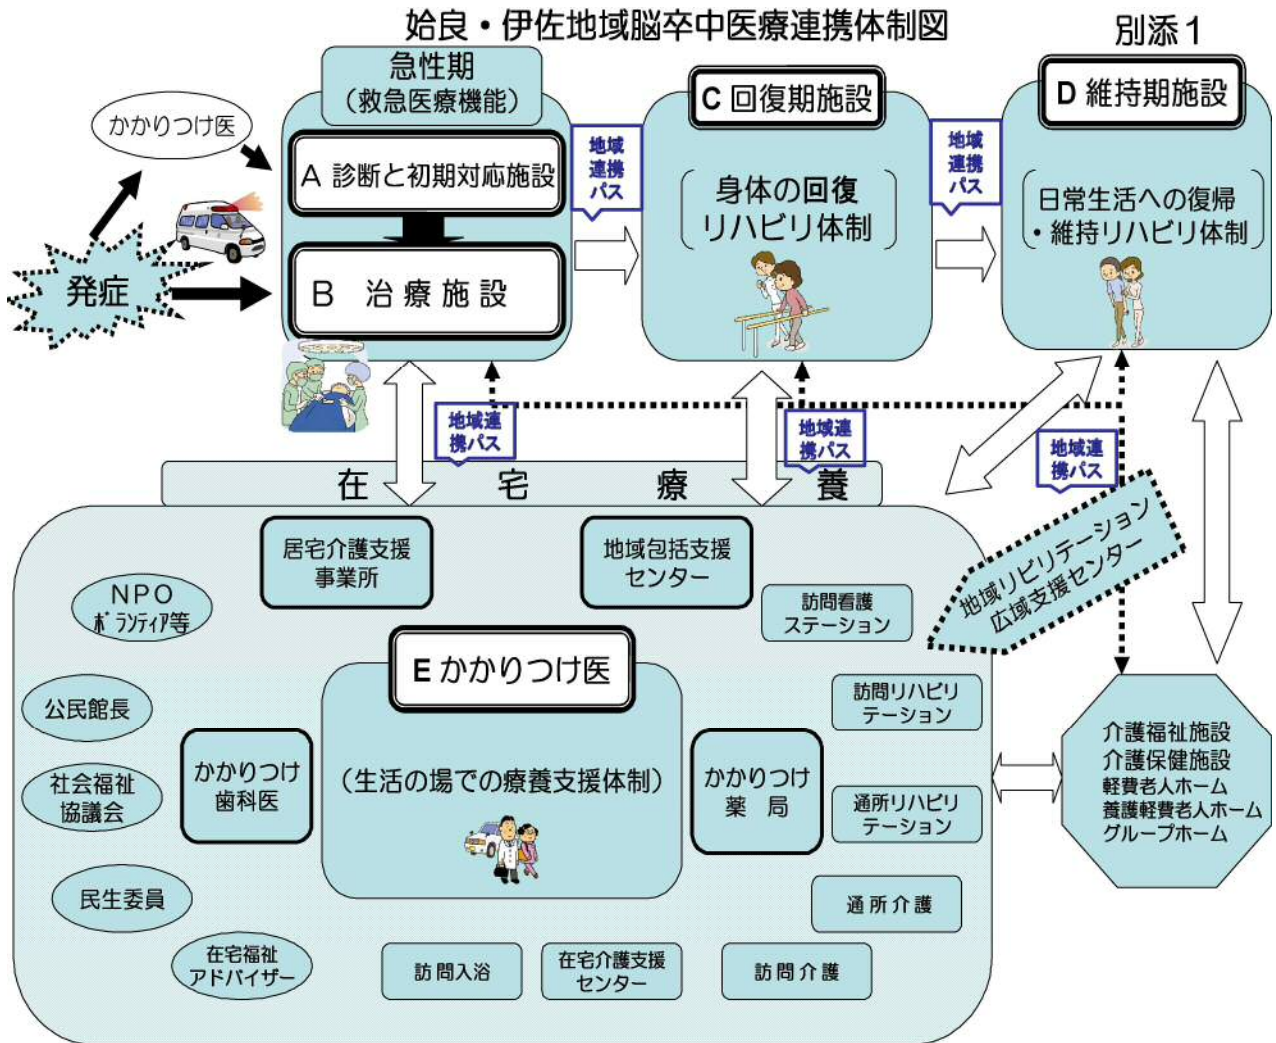 姶良・伊佐地域脳卒中医療連携体制図
別添1
急性期
（救急医療機能）
かかりつけ医
A 診断と初期対応施設
B 治療施設
発症
地域
連携
パス
C 回復期施設
身体の回復
リハビリ体制
地域
連携
パス
D 維持期施設
日常生活への復帰
・維持リハビリ体制
地域連
携パス
地域連
携パス
地域連
携パス
在宅療養
居宅介護支援
事業所
地域包括支援
センター
NPO
ボランティア等
訪問看護
ステーション
地域リビリテーション
広域支援センター
E かかりつけ医
（生活の場での療養支援体制）
公民館長
社会福祉
協議会
民生委員
在宅福祉
アドバイザー
かかりつけ
歯科医
かかりつけ
薬局
訪問リハビリ
テーション
通所リハビリ
テーション
通所介護
訪問入浴
在宅介護支援
センター
訪問介護
介護福祉施設
介護保健施設
軽費老人ホーム
養護軽費老人ホーム
グループホーム